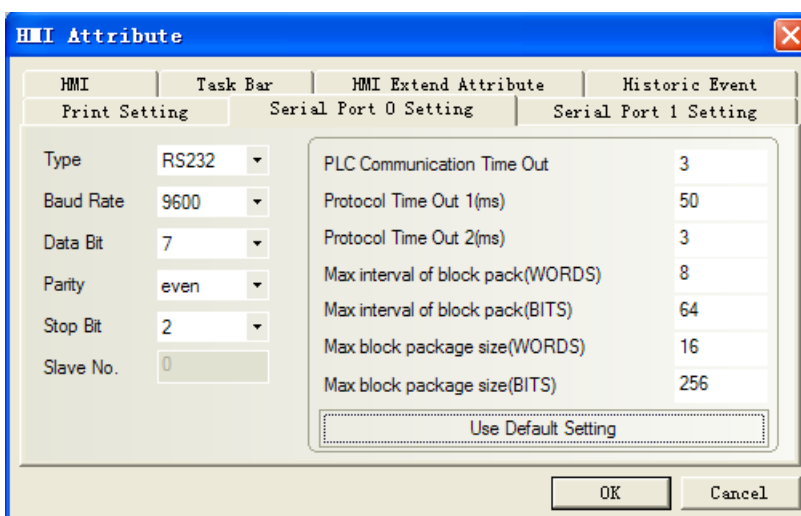 HMI Attribute
HMI
Task Bar
HMI Extend Attribute
Historic Event
Print Setting
Serial Port 0 Setting
Serial Port 1 Setting
Type RS232
Baud Rate 9600
Data Bit 7
Parity even
Stop Bit 2
Slave No. 0
PLC Communication Time Out 3
Protocol Time Out 1(ms) 50
Protocol Time Out 2(ms) 3
Max interval of block pack(WORDS) 8
Max interval of block pack(BITS) 64
Max block package size(WORDS) 16
Max block package size(BITS) 256
Use Default Setting
OK
Cancel